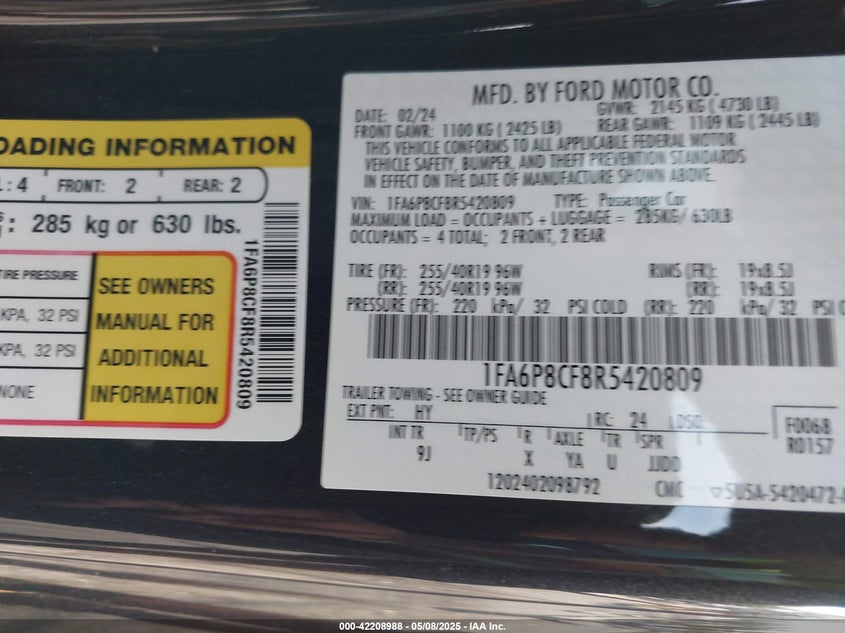 OADING INFORMATION
: 4 FRONT: 2 REAR: 2
: 285 kg or 630 lbs.
TIRE PRESSURE
KPA, 32 PSI
KPA, 32 PSI
NONE
SEE OWNERS
MANUAL FOR
ADDITIONAL
INFORMATION
1FA6P8CF8R5420809
MFD. BY FORD MOTOR CO.
DATE: 02/24 GVWR: 2145 KG ( 4730 LB)
FRONT GAWR: 1100 KG ( 2425 LB) REAR GAWR: 1109 KG ( 2445 LB)
THIS VEHICLE CONFORMS TO ALL APPLICABLE FEDERAL MOTOR
VEHICLE SAFETY, BUMPER, AND THEFT PREVENTION STANDARDS
IN EFFECT ON THE DATE OF MANUFACTURE SHOWN ABOVE.
VIN: 1FA6P8CF8R5420809 TYPE: Passenger Car
MAXIMUM LOAD = OCCUPANTS + LUGGAGE = 285KG/ 630LB
OCCUPANTS = 4 TOTAL; 2 FRONT, 2 REAR
TIRE (FR): 255/40R19 96W RIMS (FR): 19x8.5J
(RR): 255/40R19 96W (RR): 19x8.5J
PRESSURE (FR): 220 kPa/ 32 PSI COLD (RR): 220 kPa/ 32 PSI C
1FA6P8CF8R5420809
TRAILER TOWING - SEE OWNER GUIDE
EXT PNT: HY RC: 24 DSO: F0068
INT TR TP/PS R AXLE TR SPR R0157
9J X YA U JJDD
1202402098792 CMC 5U5A-5420472-
000-42208988 - 05/08/2025 - IAA Inc.